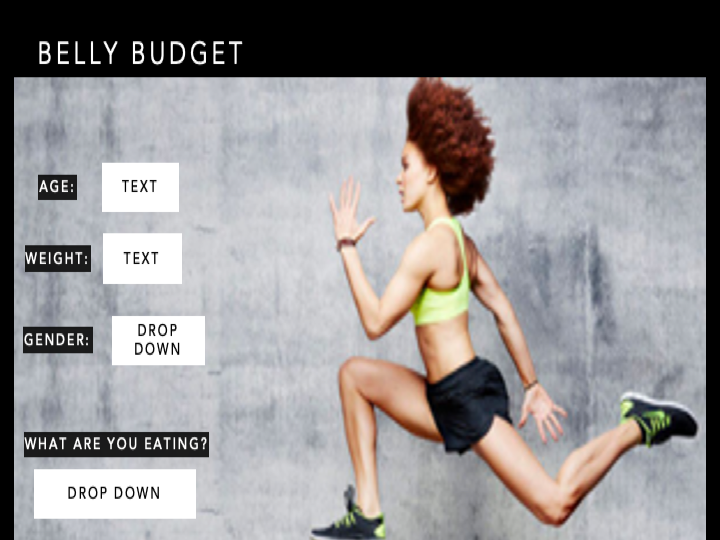 BELLY BUDGET
AGE: TEXT
WEIGHT: TEXT
GENDER: DROP
DOWN
WHAT ARE YOU EATING?
DROP DOWN